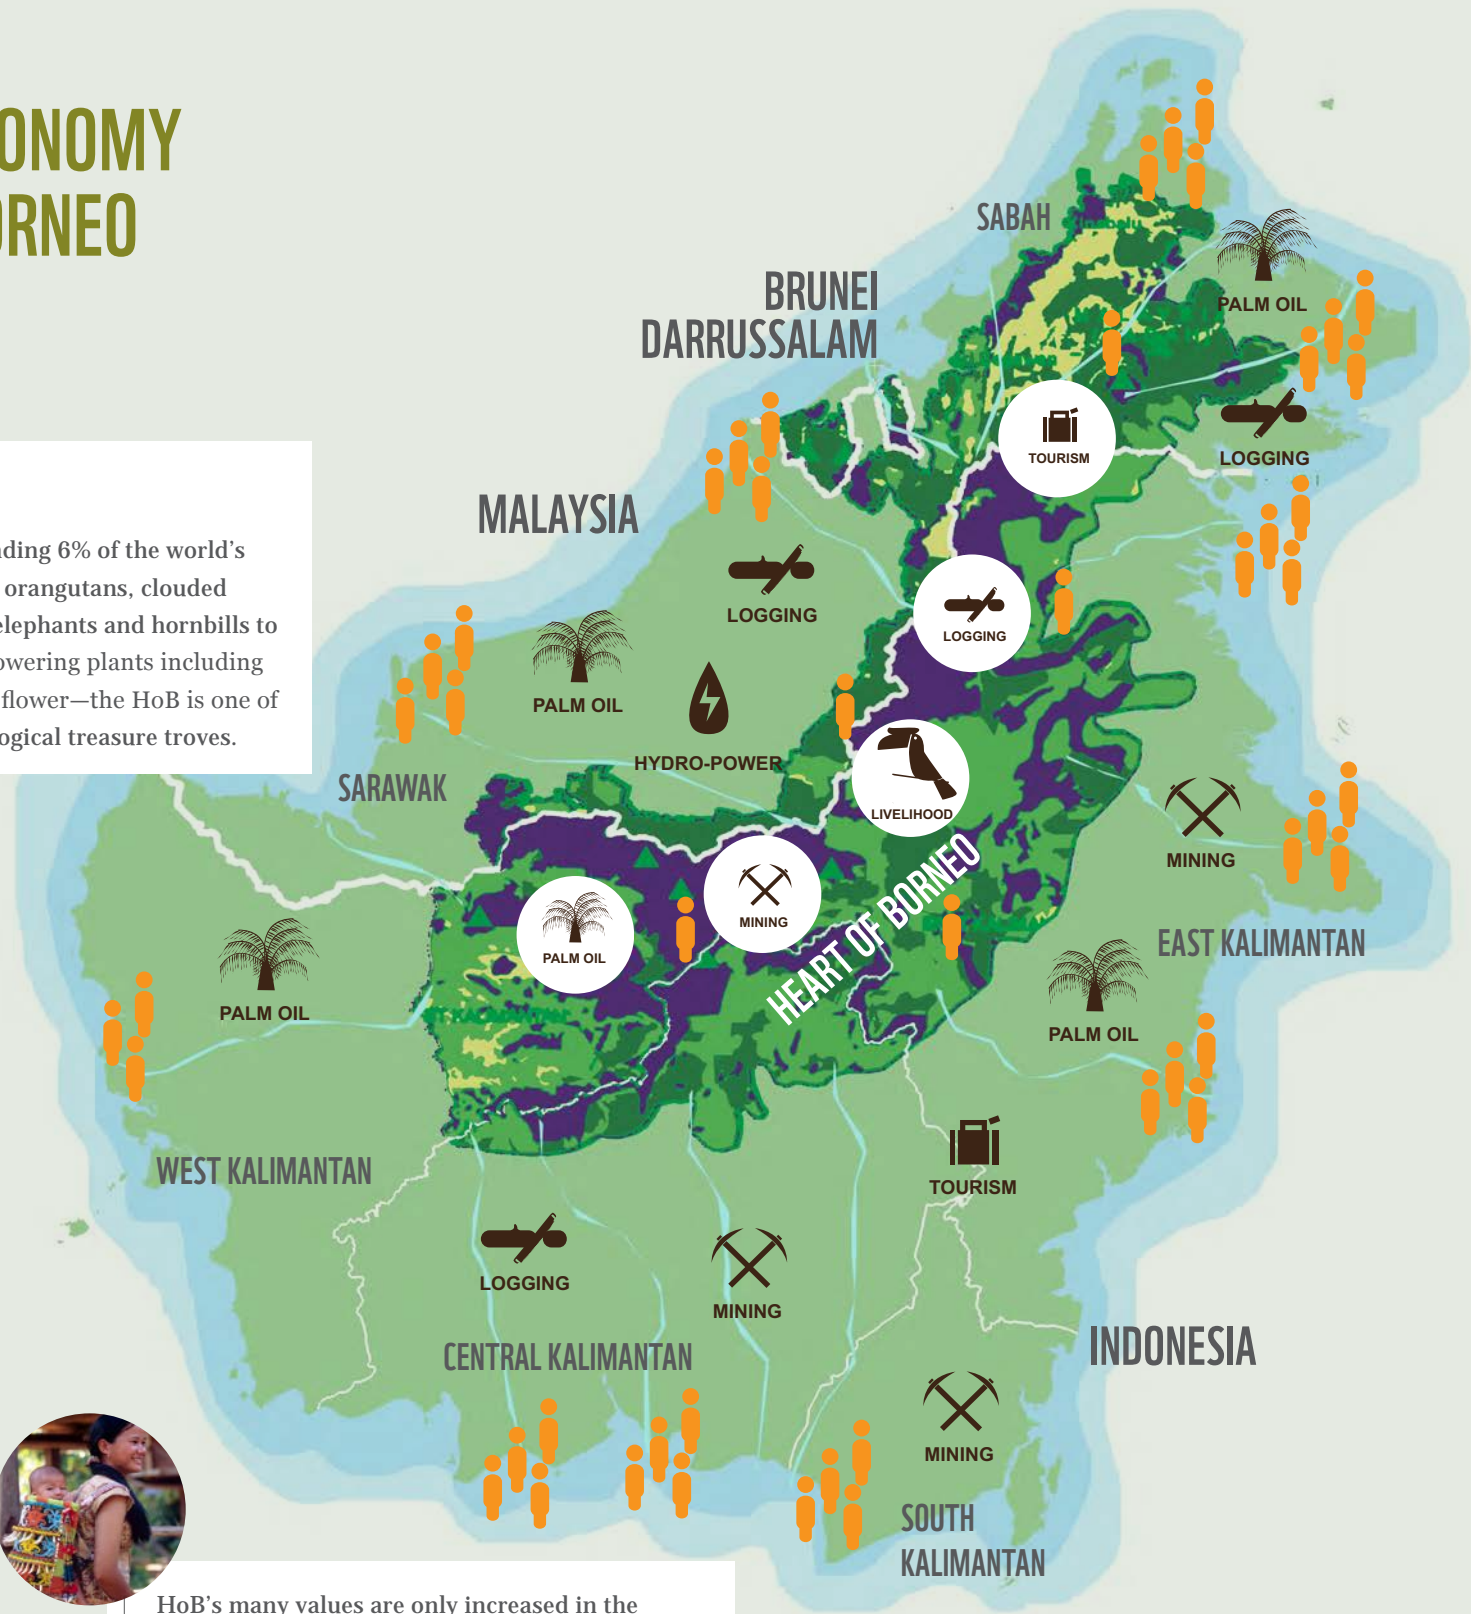 ONOMY
ORNEO
SABAH
PALM OIL
BRUNEI
DARRUSSALAM
TOURISM
LOGGING
MALAYSIA
nding 6% of the world's
orangutans, clouded
elephants and hornbills to
owering plants including
flower—the HoB is one of
logical treasure troves.
LOGGING
LOGGING
PALM OIL
HYDRO-POWER
SARAWAK
LIVELIHOOD
MINING
MINING
PALM OIL
HEART OF BORNEO
EAST KALIMANTAN
PALM OIL
PALM OIL
WEST KALIMANTAN
TOURISM
LOGGING
MINING
CENTRAL KALIMANTAN
INDONESIA
MINING
SOUTH
KALIMANTAN
HoB's many values are only increased in the